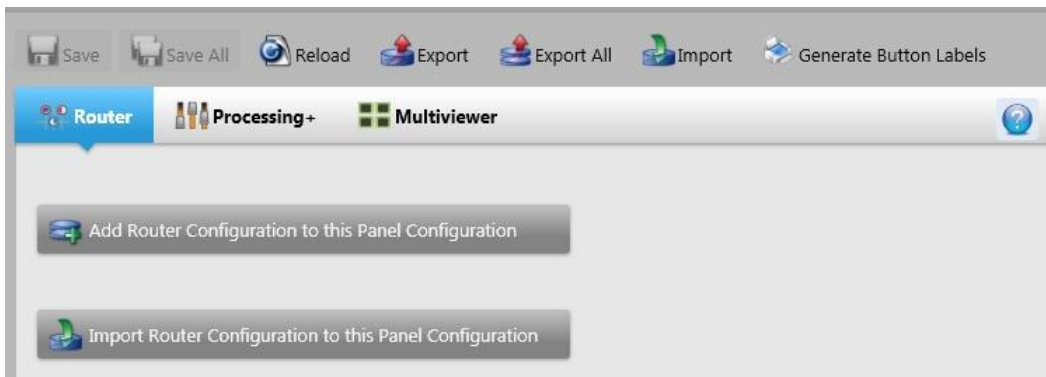 Save Save All Reload Export Export All Import Generate Button Labels
Router Processing+ Multiviewer ?
Add Router Configuration to this Panel Configuration
Import Router Configuration to this Panel Configuration